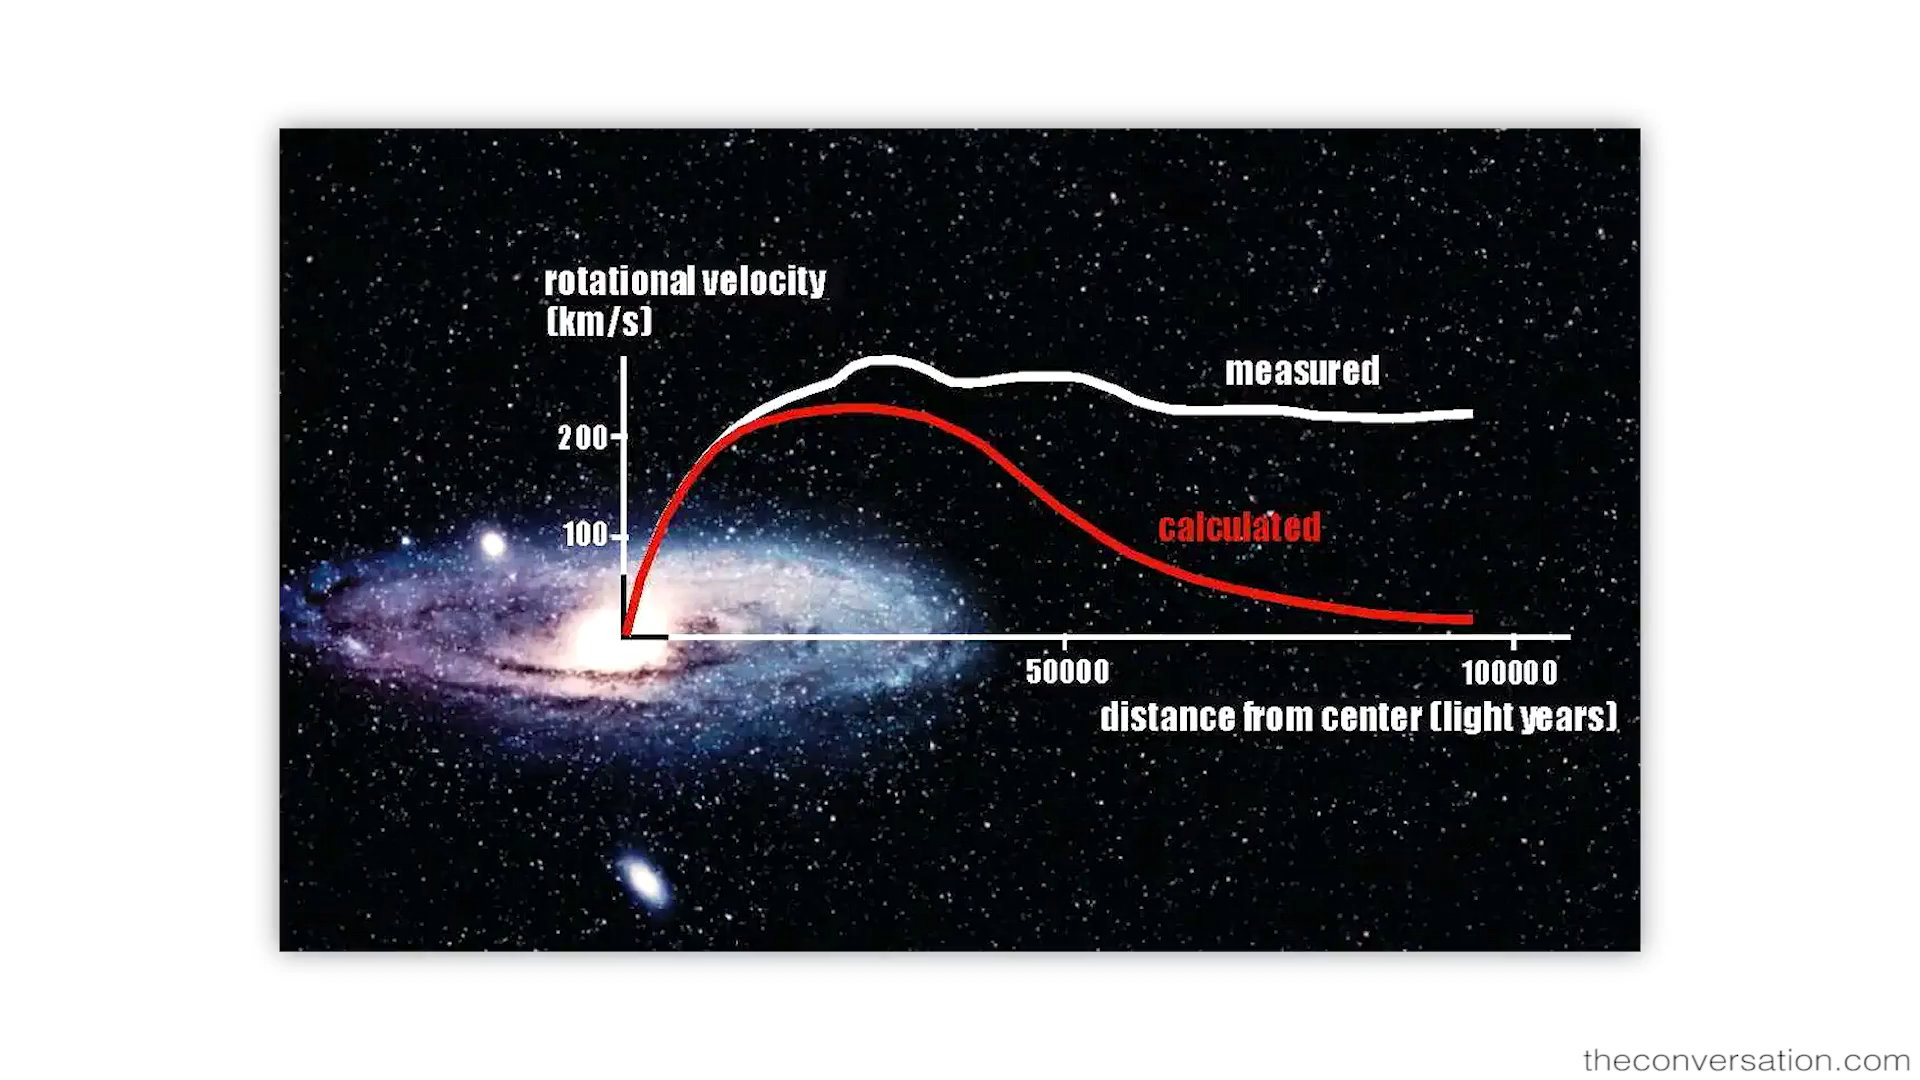 rotational velocity
(km/s)
measured
200
calculated
100
50000
100000
distance from center (light years)
theconversation.com